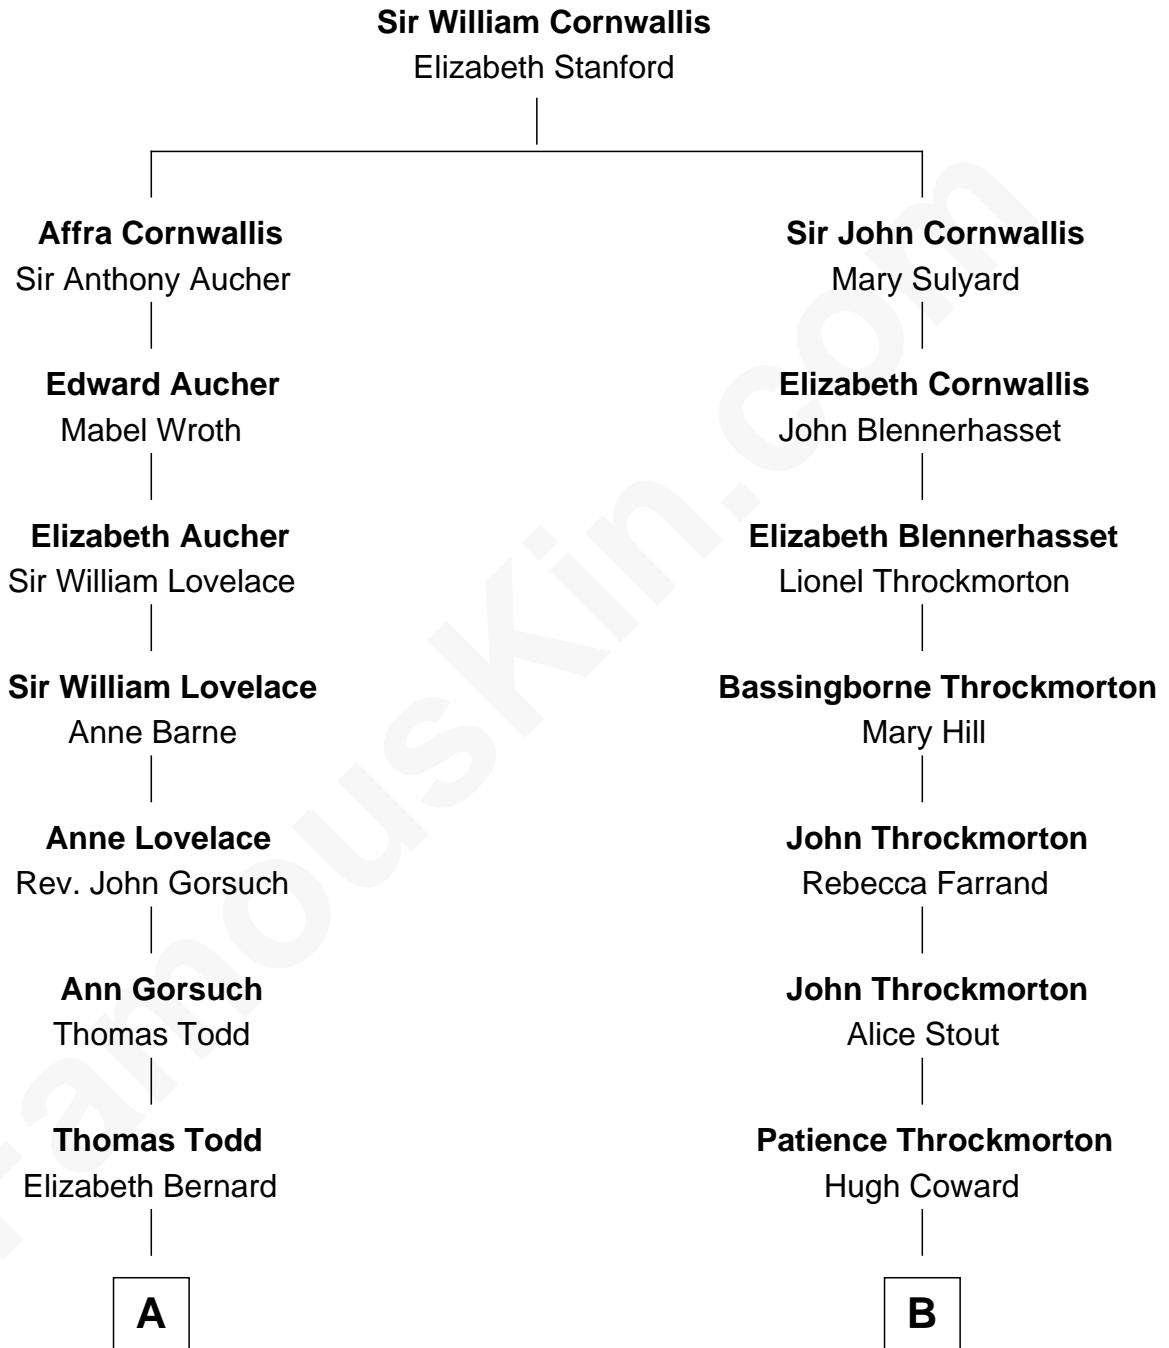 Sir William Cornwallis
Elizabeth Stanford
Affra Cornwallis
Sir Anthony Aucher
Sir John Cornwallis
Mary Sulyard
Edward Aucher
Mabel Wroth
Elizabeth Cornwallis
John Blennerhasset
Elizabeth Aucher
Sir William Lovelace
Elizabeth Blennerhasset
Lionel Throckmorton
Sir William Lovelace
Anne Barne
Bassingborne Throckmorton
Mary Hill
Anne Lovelace
Rev. John Gorsuch
John Throckmorton
Rebecca Farrand
Ann Gorsuch
Thomas Todd
John Throckmorton
Alice Stout
Thomas Todd
Elizabeth Bernard
Patience Throckmorton
Hugh Coward
A
B
FamousKin.com